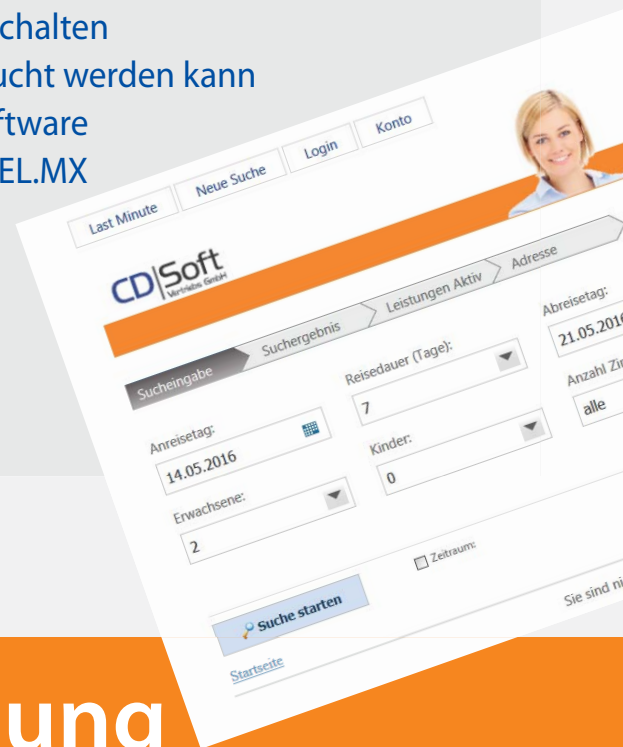 chalten
ucht werden kann
ftware
EL.MX
Last Minute
Neue Suche
Login
Konto
CD|Soft
Vertriebs GmbH
Sucheingabe
Suchergebnis
Leistungen Aktiv
Adresse
Anreisetag:
Reisedauer (Tage):
Abreisetag:
14.05.2016
7
21.05.2016
Erwachsene:
Kinder:
Anzahl Zin
2
0
alle
Zeitraum:
Suche starten
Sie sind ni
Startseite
ung